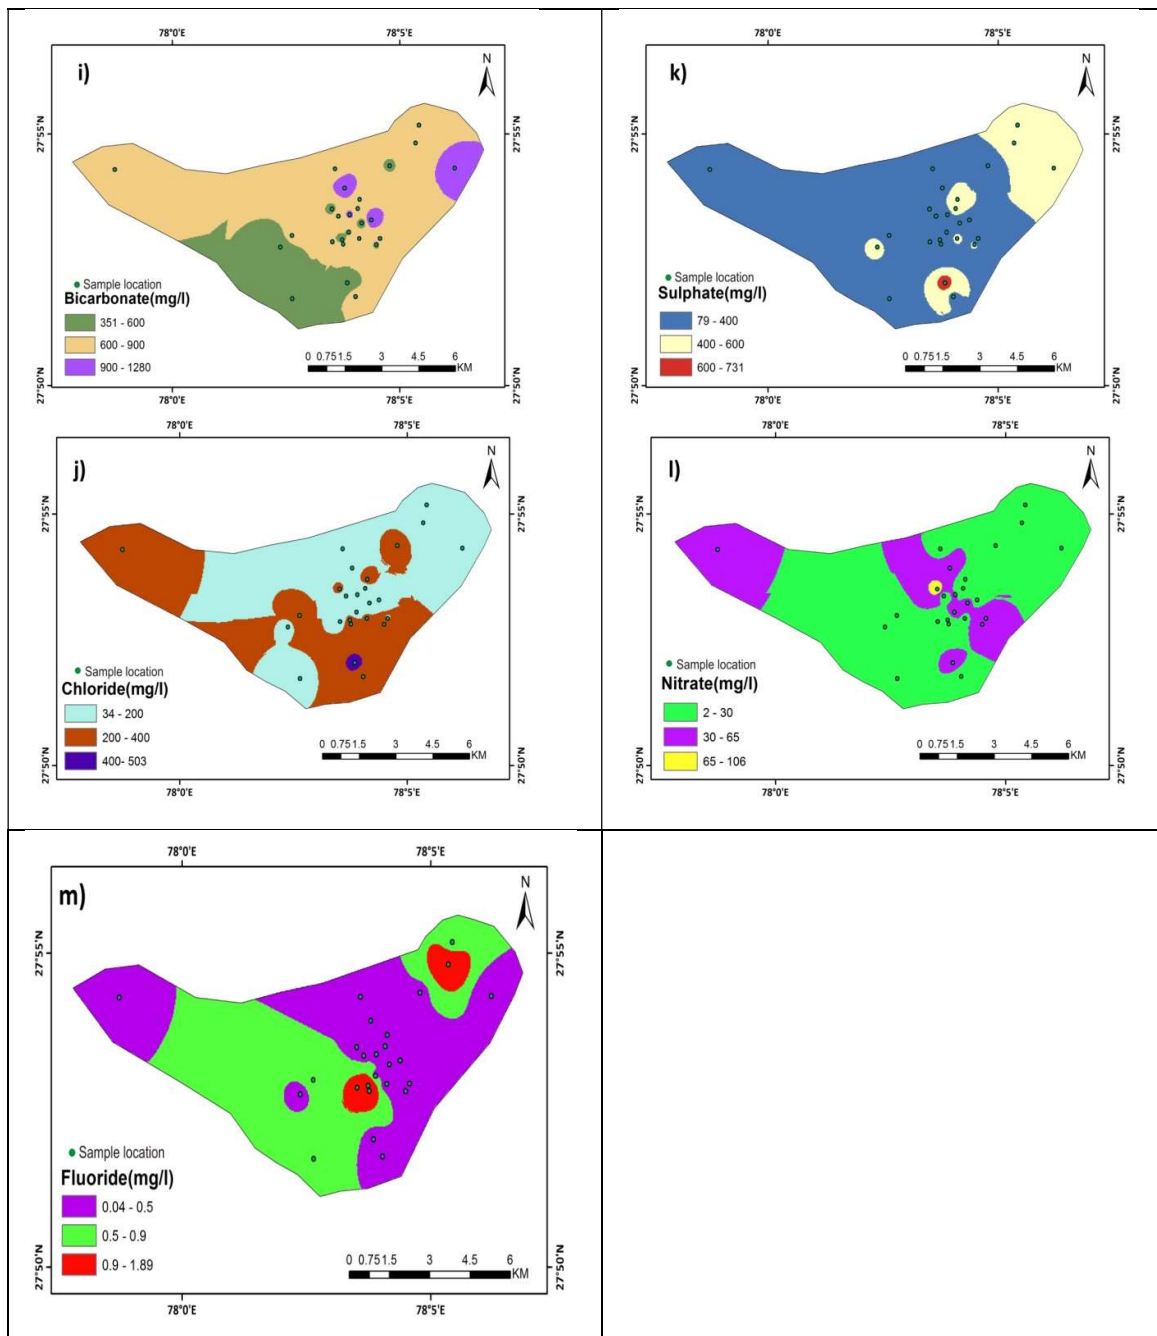 78°0'E 78°5'E
i)
N
27°55'N 27°55'N
Sample location
Bicarbonate(mg/l)
351 - 600
600 - 900
900 - 1280
0 0.75 1.5 3 4.5 6
KM
27°50'N 27°50'N
78°0'E 78°5'E
78°0'E 78°5'E
k)
N
27°55'N 27°55'N
Sample location
Sulphate(mg/l)
79 - 400
400 - 600
600 - 731
0 0.75 1.5 3 4.5 6
KM
27°50'N 27°50'N
78°0'E 78°5'E
j)
N
27°55'N 27°55'N
Sample location
Chloride(mg/l)
34 - 200
200 - 400
400- 503
0 0.75 1.5 3 4.5 6
KM
27°50'N 27°50'N
78°0'E 78°5'E
l)
N
27°55'N 27°55'N
Sample location
Nitrate(mg/l)
2 - 30
30 - 65
65 - 106
0 0.75 1.5 3 4.5 6
KM
27°50'N 27°50'N
78°0'E 78°5'E
78°0'E 78°5'E
m)
N
27°55'N 27°55'N
Sample location
Fluoride(mg/l)
0.04 - 0.5
0.5 - 0.9
0.9 - 1.89
0 0.75 1.5 3 4.5 6
KM
27°50'N 27°50'N
78°0'E 78°5'E